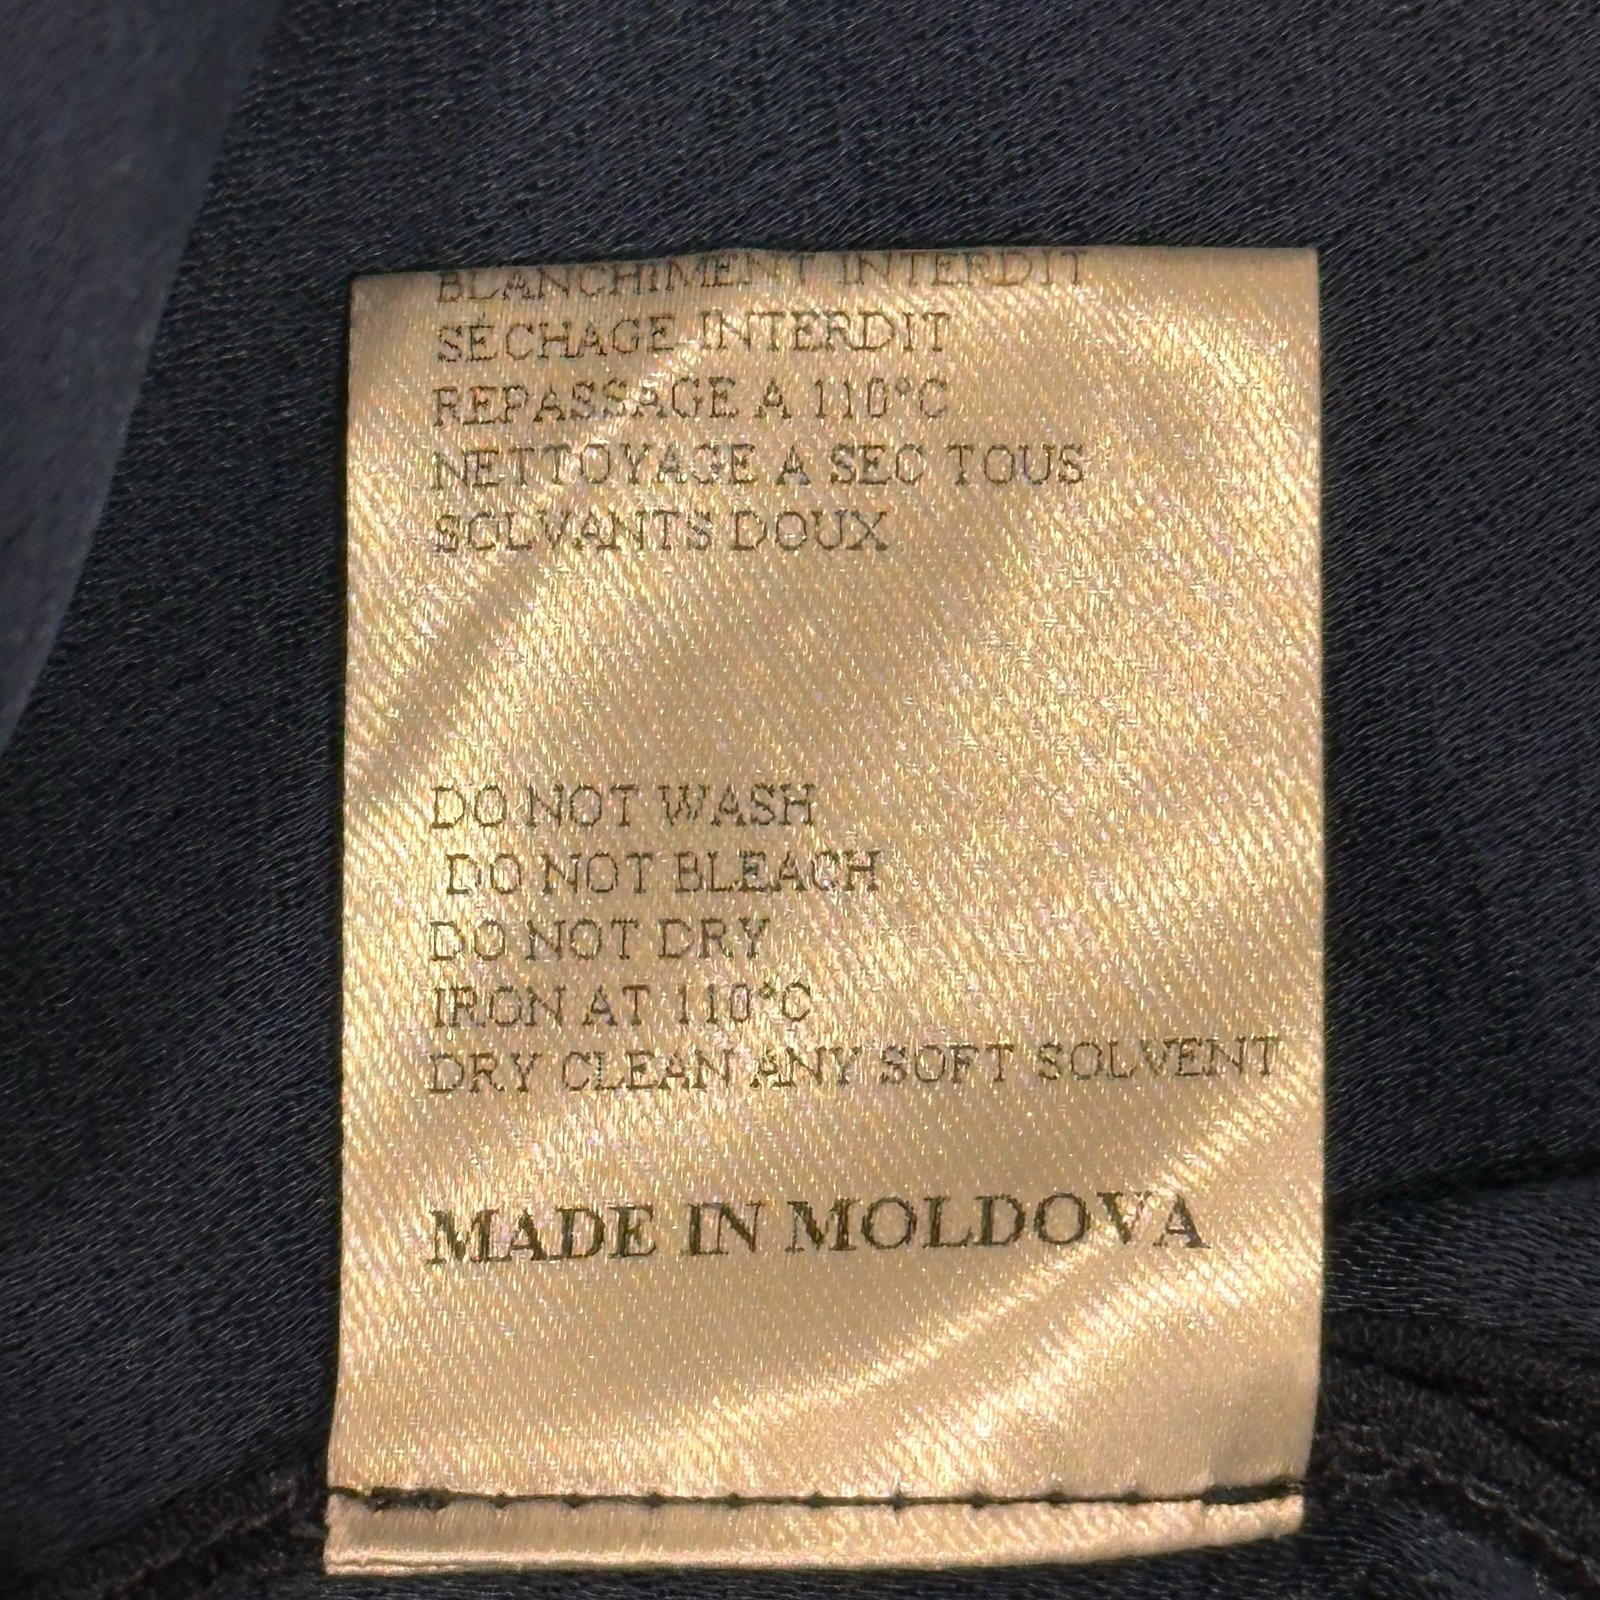 BLANCHIMENT INTERDIT
SÉCHAGE INTERDIT
REPASSAGE A 110°C
NETTOYAGE A SEC TOUS
SOLVANTS DOUX
DO NOT WASH
DO NOT BLEACH
DO NOT DRY
IRON AT 110°C
DRY CLEAN ANY SOFT SOLVENT
MADE IN MOLDOVA